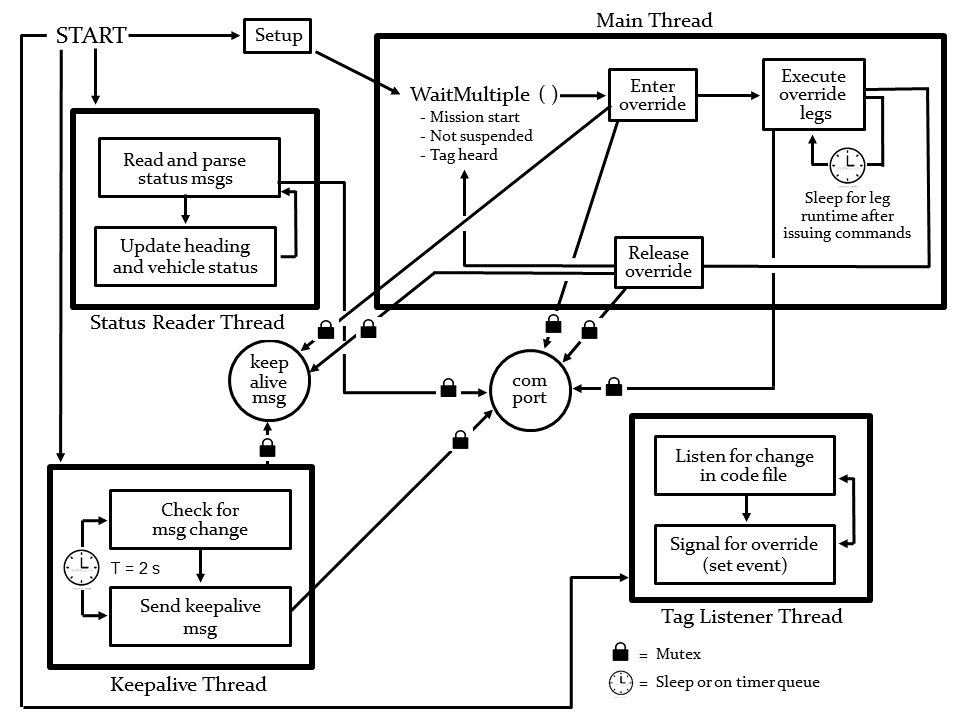 Main Thread
START
Setup
WaitMultiple ( )
- Mission start
- Not suspended
- Tag heard
Enter
override
Execute
override
legs
Sleep for leg
runtime after
issuing commands
Release
override
Read and parse
status msgs
Update heading
and vehicle status
Status Reader Thread
keep
alive
msg
com
port
Check for
msg change
T = 2 s
Send keepalive
msg
Keepalive Thread
Listen for change
in code file
Signal for override
(set event)
Tag Listener Thread
= Mutex
= Sleep or on timer queue